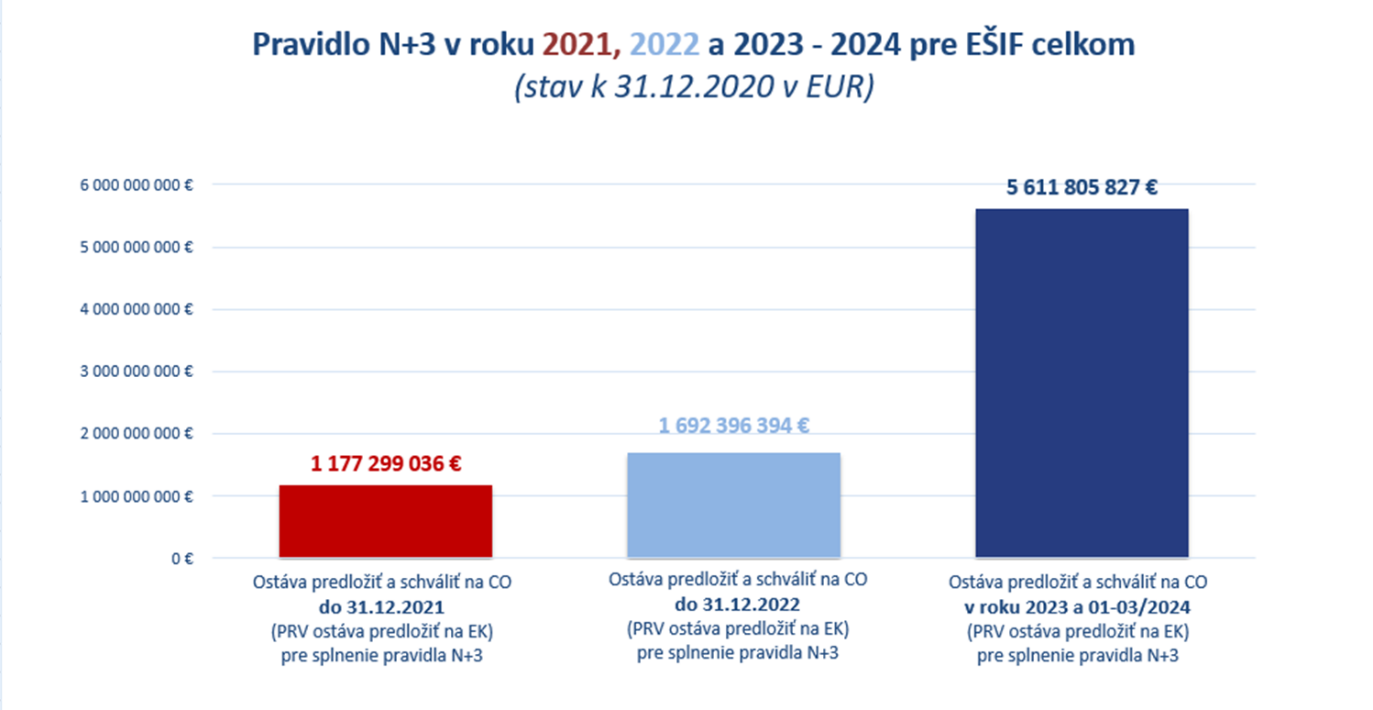 Pravidlo N+3 v roku 2021, 2022 a 2023 - 2024 pre EŠIF celkom
(stav k 31.12.2020 v EUR)
6 000 000 000 €
5 000 000 000 €
4 000 000 000 €
3 000 000 000 €
2 000 000 000 €
1 000 000 000 €
0 €
1 177 299 036 €
1 692 396 394 €
5 611 805 827 €
Ostáva predložiť a schváliť na CO
do 31.12.2021
(PRV ostáva predložiť na EK)
pre splnenie pravidla N+3
Ostáva predložiť a schváliť na CO
do 31.12.2022
(PRV ostáva predložiť na EK)
pre splnenie pravidla N+3
Ostáva predložiť a schváliť na CO
v roku 2023 a 01-03/2024
(PRV ostáva predložiť na EK)
pre splnenie pravidla N+3